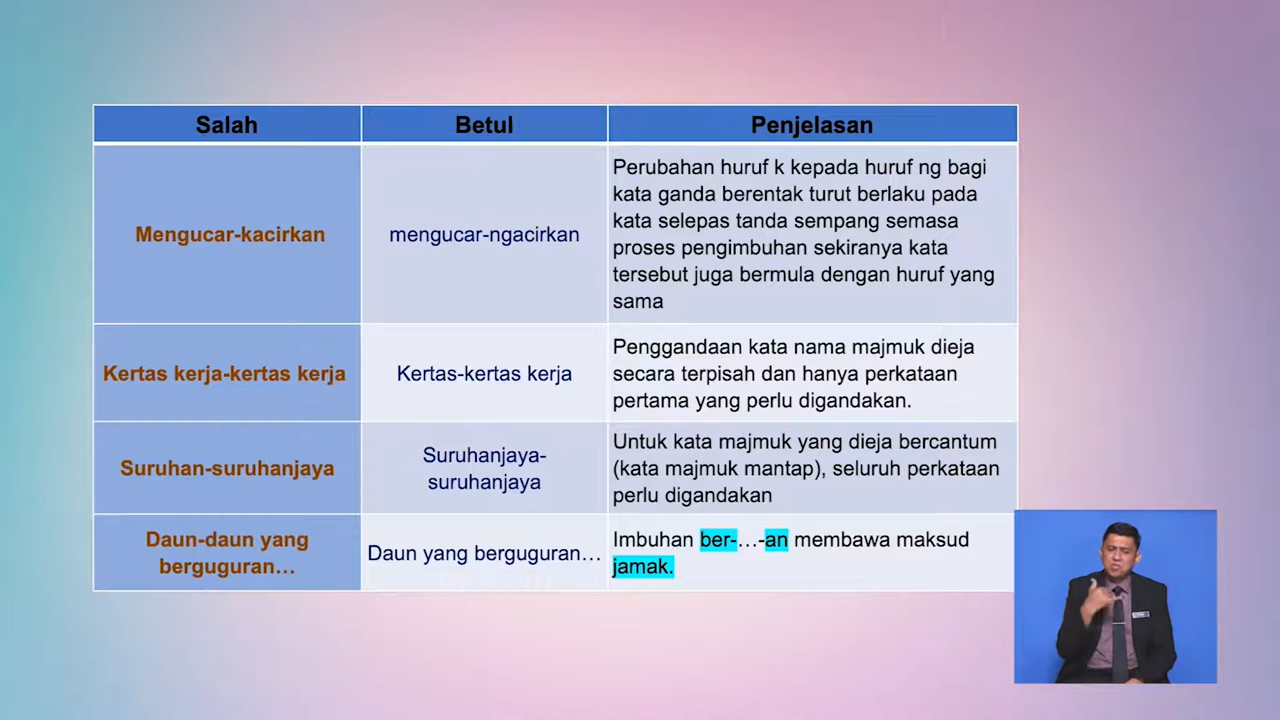 Salah
Betul
Penjelasan
Mengucar-kacirkan
mengucar-ngacirkan
Perubahan huruf k kepada huruf ng bagi
kata ganda berentak turut berlaku pada
kata selepas tanda sempang semasa
proses pengimbuhan sekiranya kata
tersebut juga bermula dengan huruf yang
sama
Kertas kerja-kertas kerja
Kertas-kertas kerja
Penggandaan kata nama majmuk dieja
secara terpisah dan hanya perkataan
pertama yang perlu digandakan.
Suruhan-suruhanjaya
Suruhanjaya-
suruhanjaya
Untuk kata majmuk yang dieja bercantum
(kata majmuk mantap), seluruh perkataan
perlu digandakan
Daun-daun yang
berguguran…
Daun yang berguguran…
Imbuhan ber-…-an membawa maksud
jamak.